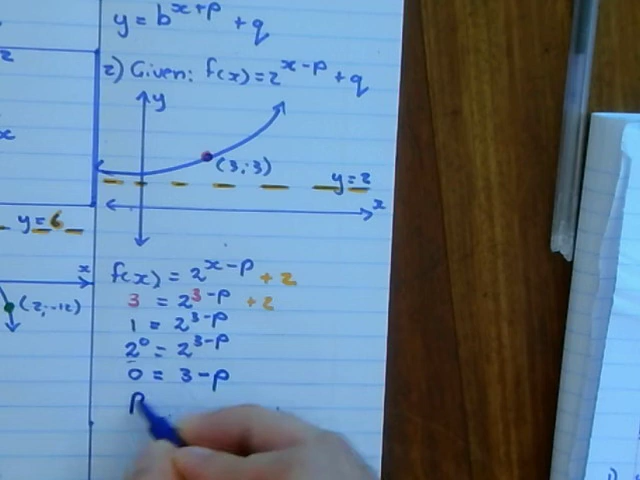 y = b^{x+p} + q
2) Given: f(x) = 2^{x-p} + q
y
(3;3)
y = 2
x
y = 6
x
(2;-12)
f(x) = 2^{x-p} + 2
3 = 2^{3-p} + 2
1 = 2^{3-p}
2^0 = 2^{3-p}
0 = 3-p
p